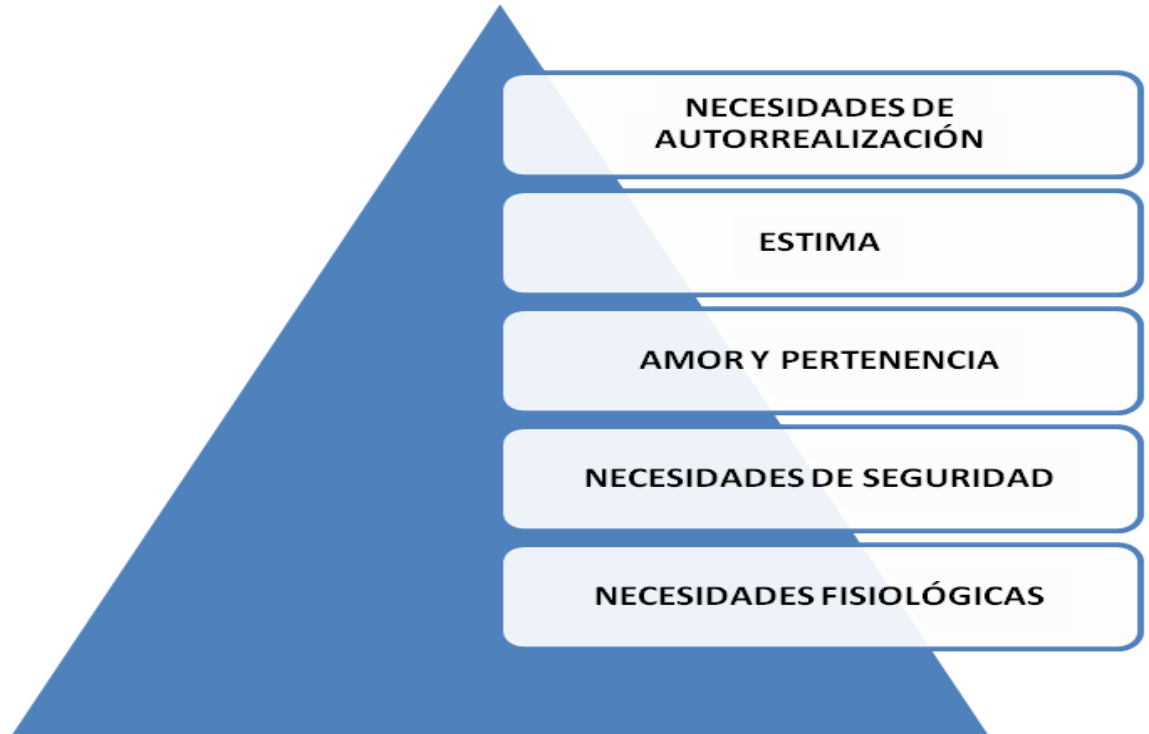 NECESIDADES DE
AUTORREALIZACIÓN
ESTIMA
AMOR Y PERTENENCIA
NECESIDADES DE SEGURIDAD
NECESIDADES FISIOLÓGICAS